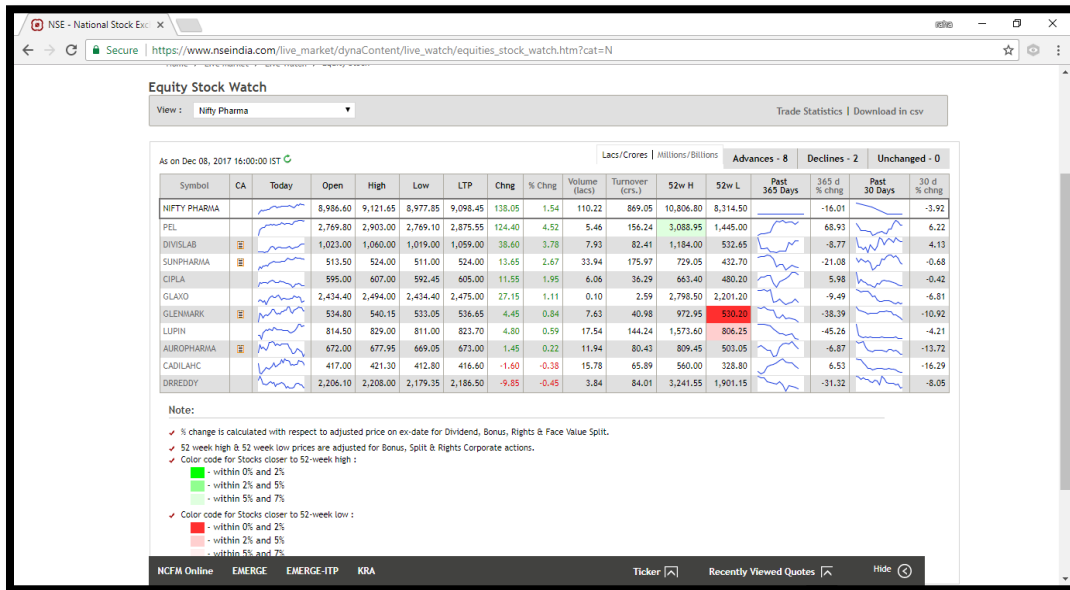 NSE - National Stock Exc
Secure | https://www.nseindia.com/live_market/dynaContent/live_watch/equities_stock_watch.htm?cat=N
Equity Stock Watch
View : Nifty Pharma
Trade Statistics | Download in csv
As on Dec 08, 2017 16:00:00 IST
Lacs/Crores | Millions/Billions Advances - 8 Declines - 2 Unchanged - 0
Symbol CA Today Open High Low LTP Chng % Chng Volume (lacs) Turnover (crs.) 52w H 52w L Past 365 Days 365 d % chng Past 30 Days 30 d % chng
NIFTY PHARMA 8,986.60 9,121.65 8,977.85 9,098.45 138.05 1.54 110.22 869.05 10,806.80 8,314.50 -16.01 -3.92
PEL 2,769.80 2,903.00 2,769.10 2,875.55 124.40 4.52 5.46 156.24 3,088.95 1,445.00 68.93 6.22
DIVISLAB 1,023.00 1,060.00 1,019.00 1,059.00 38.60 3.78 7.93 82.41 1,184.00 532.65 -8.77 4.13
SUNPHARMA 513.50 524.00 511.00 524.00 13.65 2.67 33.94 175.97 729.05 432.70 -21.08 -0.68
CIPLA 595.00 607.00 592.45 605.00 11.55 1.95 6.06 36.29 663.40 480.20 5.98 -0.42
GLAXO 2,434.40 2,494.00 2,434.40 2,475.00 27.15 1.11 0.10 2.59 2,798.50 2,201.20 -9.49 -6.81
GLENMARK 534.80 540.15 533.05 536.65 4.45 0.84 7.63 40.98 972.95 530.20 -38.39 -10.92
LUPIN 814.50 829.00 811.00 823.70 4.80 0.59 17.54 144.24 1,573.60 806.25 -45.26 -4.21
AUROPHARMA 672.00 677.95 669.05 673.00 1.45 0.22 11.94 80.43 809.45 503.05 -6.87 -13.72
CADILAHC 417.00 421.30 412.80 416.60 -1.60 -0.38 15.78 65.89 560.00 328.80 6.53 -16.29
DRREDDY 2,206.10 2,208.00 2,179.35 2,186.50 -9.85 -0.45 3.84 84.01 3,241.55 1,901.15 -31.32 -8.05
Note:
% change is calculated with respect to adjusted price on ex-date for Dividend, Bonus, Rights & Face Value Split.
52 week high & 52 week low prices are adjusted for Bonus, Split & Rights Corporate actions.
Color code for Stocks closer to 52-week high :
- within 0% and 2%
- within 2% and 5%
- within 5% and 7%
Color code for Stocks closer to 52-week low :
- within 0% and 2%
- within 2% and 5%
- within 5% and 7%
NCFM Online EMERGE EMERGE-ITP KRA Ticker Recently Viewed Quotes Hide